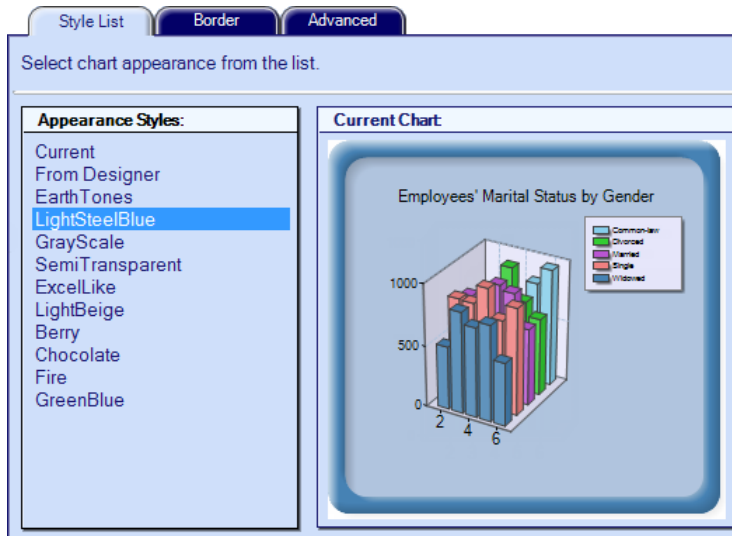 Style List
Border
Advanced
Select chart appearance from the list.
Appearance Styles:
Current
From Designer
EarthTones
LightSteelBlue
GrayScale
SemiTransparent
ExcelLike
LightBeige
Berry
Chocolate
Fire
GreenBlue
Current Chart:
Employees' Marital Status by Gender
Common-law
Divorced
Married
Single
Widowed
1000
500
0
2
4
6